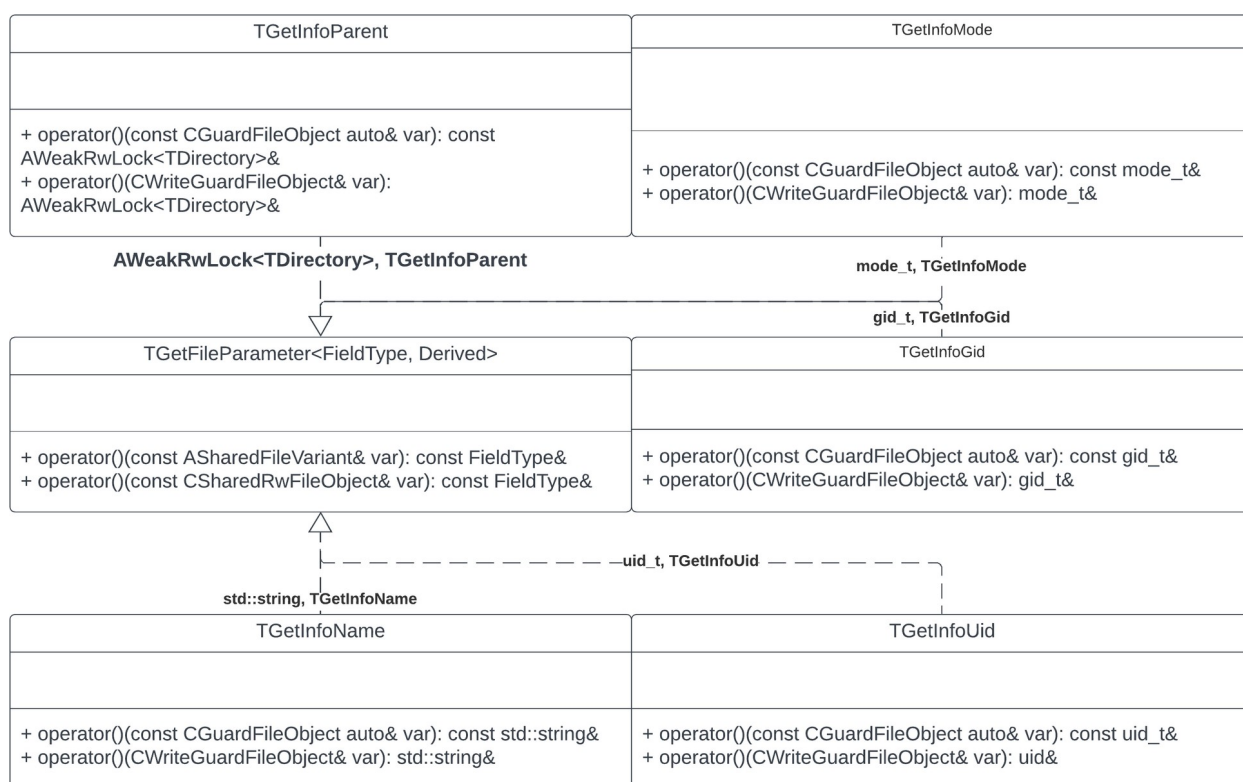 TGetInfoParent
+ operator()(const CGuardFileObject auto& var): const
AWeakRwLock<TDirectory>&
+ operator()(CWriteGuardFileObject& var):
AWeakRwLock<TDirectory>&
TGetInfoMode
+ operator()(const CGuardFileObject auto& var): const mode_t&
+ operator()(CWriteGuardFileObject& var): mode_t&
AWeakRwLock<TDirectory>, TGetInfoParent
mode_t, TGetInfoMode
gid_t, TGetInfoGid
TGetFileParameter<FieldType, Derived>
+ operator()(const ASharedFileVariant& var): const FieldType&
+ operator()(const CSharedRwFileObject& var): const FieldType&
TGetInfoGid
+ operator()(const CGuardFileObject auto& var): const gid_t&
+ operator()(CWriteGuardFileObject& var): gid_t&
uid_t, TGetInfoUid
std::string, TGetInfoName
TGetInfoName
+ operator()(const CGuardFileObject auto& var): const std::string&
+ operator()(CWriteGuardFileObject& var): std::string&
TGetInfoUid
+ operator()(const CGuardFileObject auto& var): const uid_t&
+ operator()(CWriteGuardFileObject& var): uid&